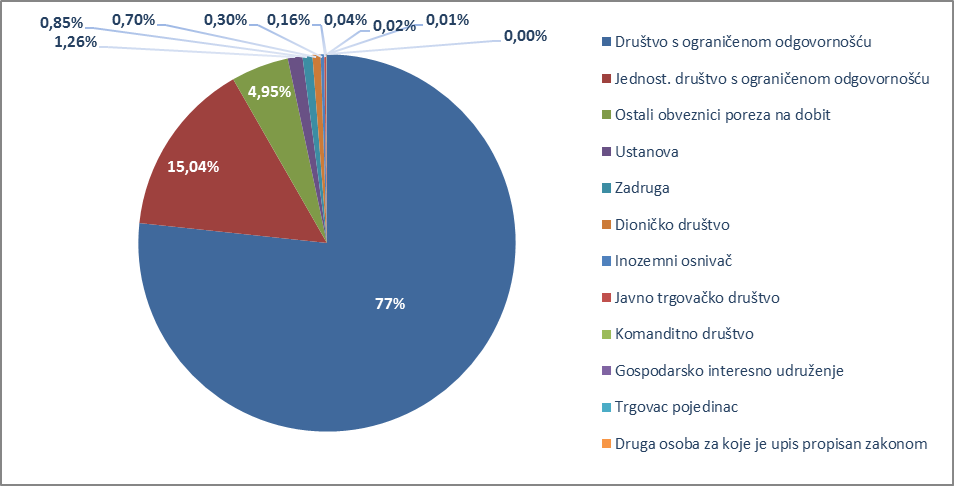 0,85%
0,70%
0,30%
0,16%
0,04%
0,02%
0,01%
1,26%
0,00%
4,95%
15,04%
77%
Društvo s ograničenom odgovornošću
Jednost. društvo s ograničenom odgovornošću
Ostali obveznici poreza na dobit
Ustanova
Zadruga
Dioničko društvo
Inozemni osnivač
Javno trgovačko društvo
Komanditno društvo
Gospodarsko interesno udruženje
Trgovac pojedinac
Druga osoba za koje je upis propisan zakonom